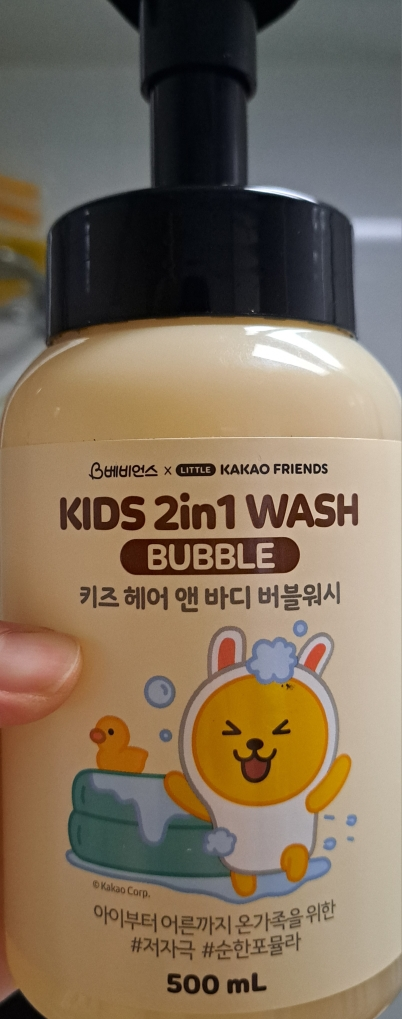 베비언스 x LITTLE KAKAO FRIENDS
KIDS 2in1 WASH
BUBBLE
키즈 헤어 앤 바디 버블워시
© Kakao Corp.
아이부터 어른까지 온가족을 위한
#저자극 #순한포뮬라
500 mL